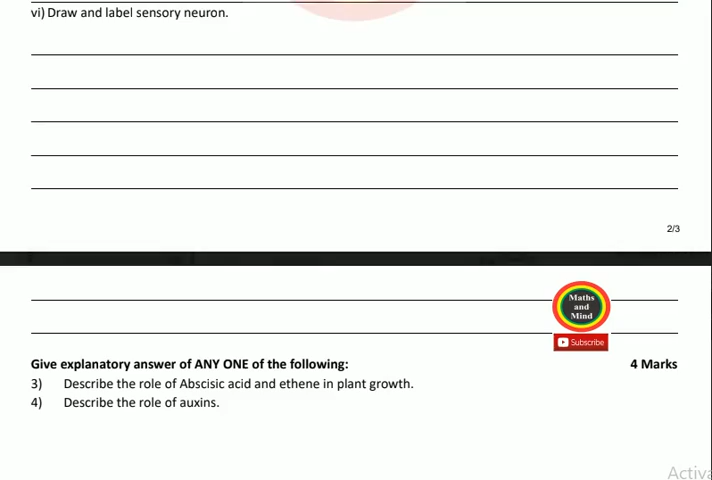 vi) Draw and label sensory neuron.
2/3
Maths
and
Mind
Subscribe
Give explanatory answer of ANY ONE of the following: 4 Marks
3) Describe the role of Abscisic acid and ethene in plant growth.
4) Describe the role of auxins.
Activa